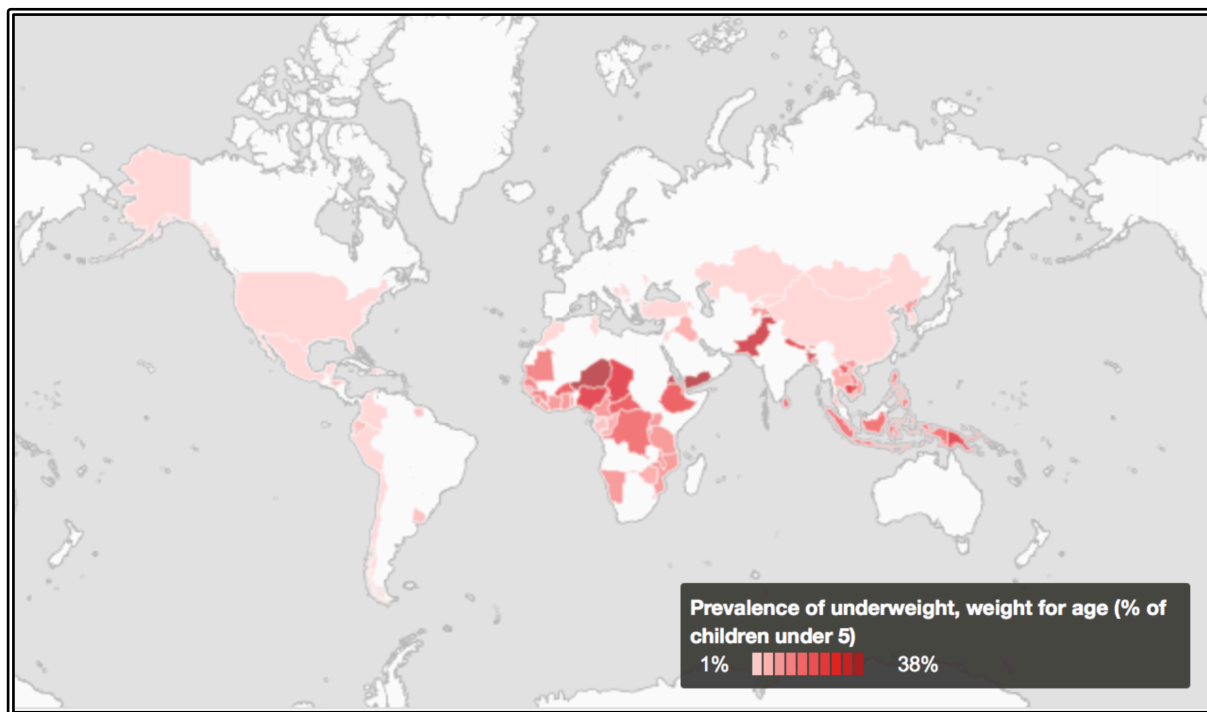 Prevalence of underweight, weight for age (% of
children under 5)
1% 38%